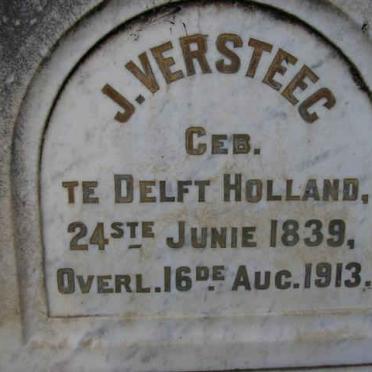 J. VERSTEEG
GEB.
TE DELFT HOLLAND,
24STE JUNIE 1839,
OVERL. 16DE AUG. 1913.